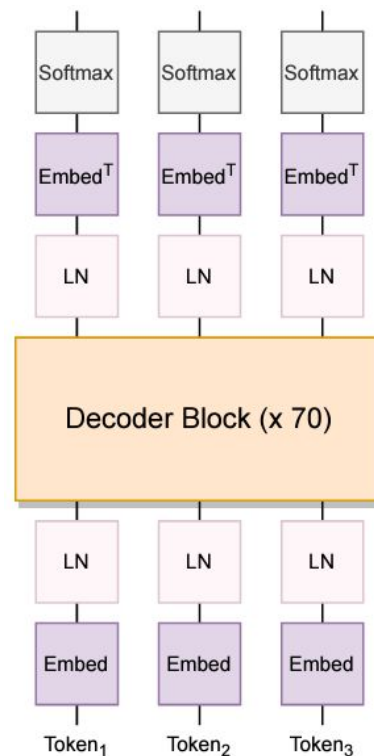 Softmax Softmax Softmax
Embedᵀ Embedᵀ Embedᵀ
LN LN LN
Decoder Block (x 70)
LN LN LN
Embed Embed Embed
Token₁ Token₂ Token₃